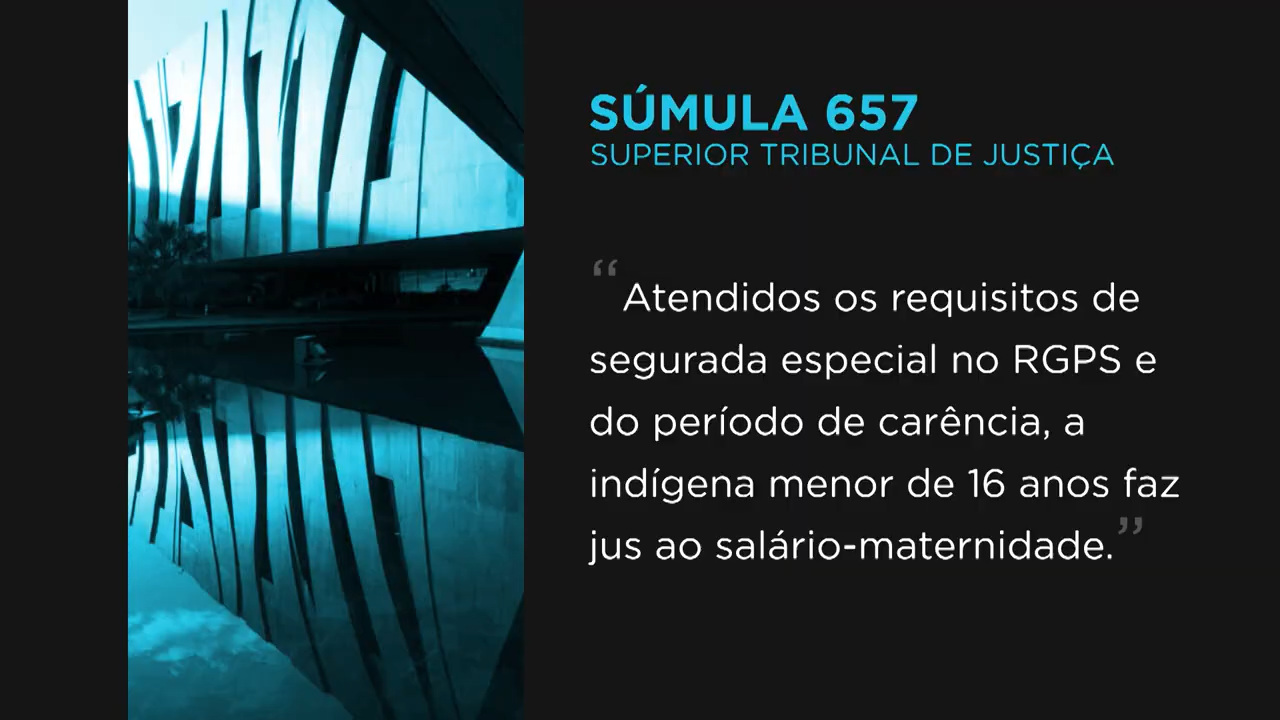 SÚMULA 657
SUPERIOR TRIBUNAL DE JUSTIÇA
“Atendidos os requisitos de
segurada especial no RGPS e
do período de carência, a
indígena menor de 16 anos faz
jus ao salário-maternidade.”